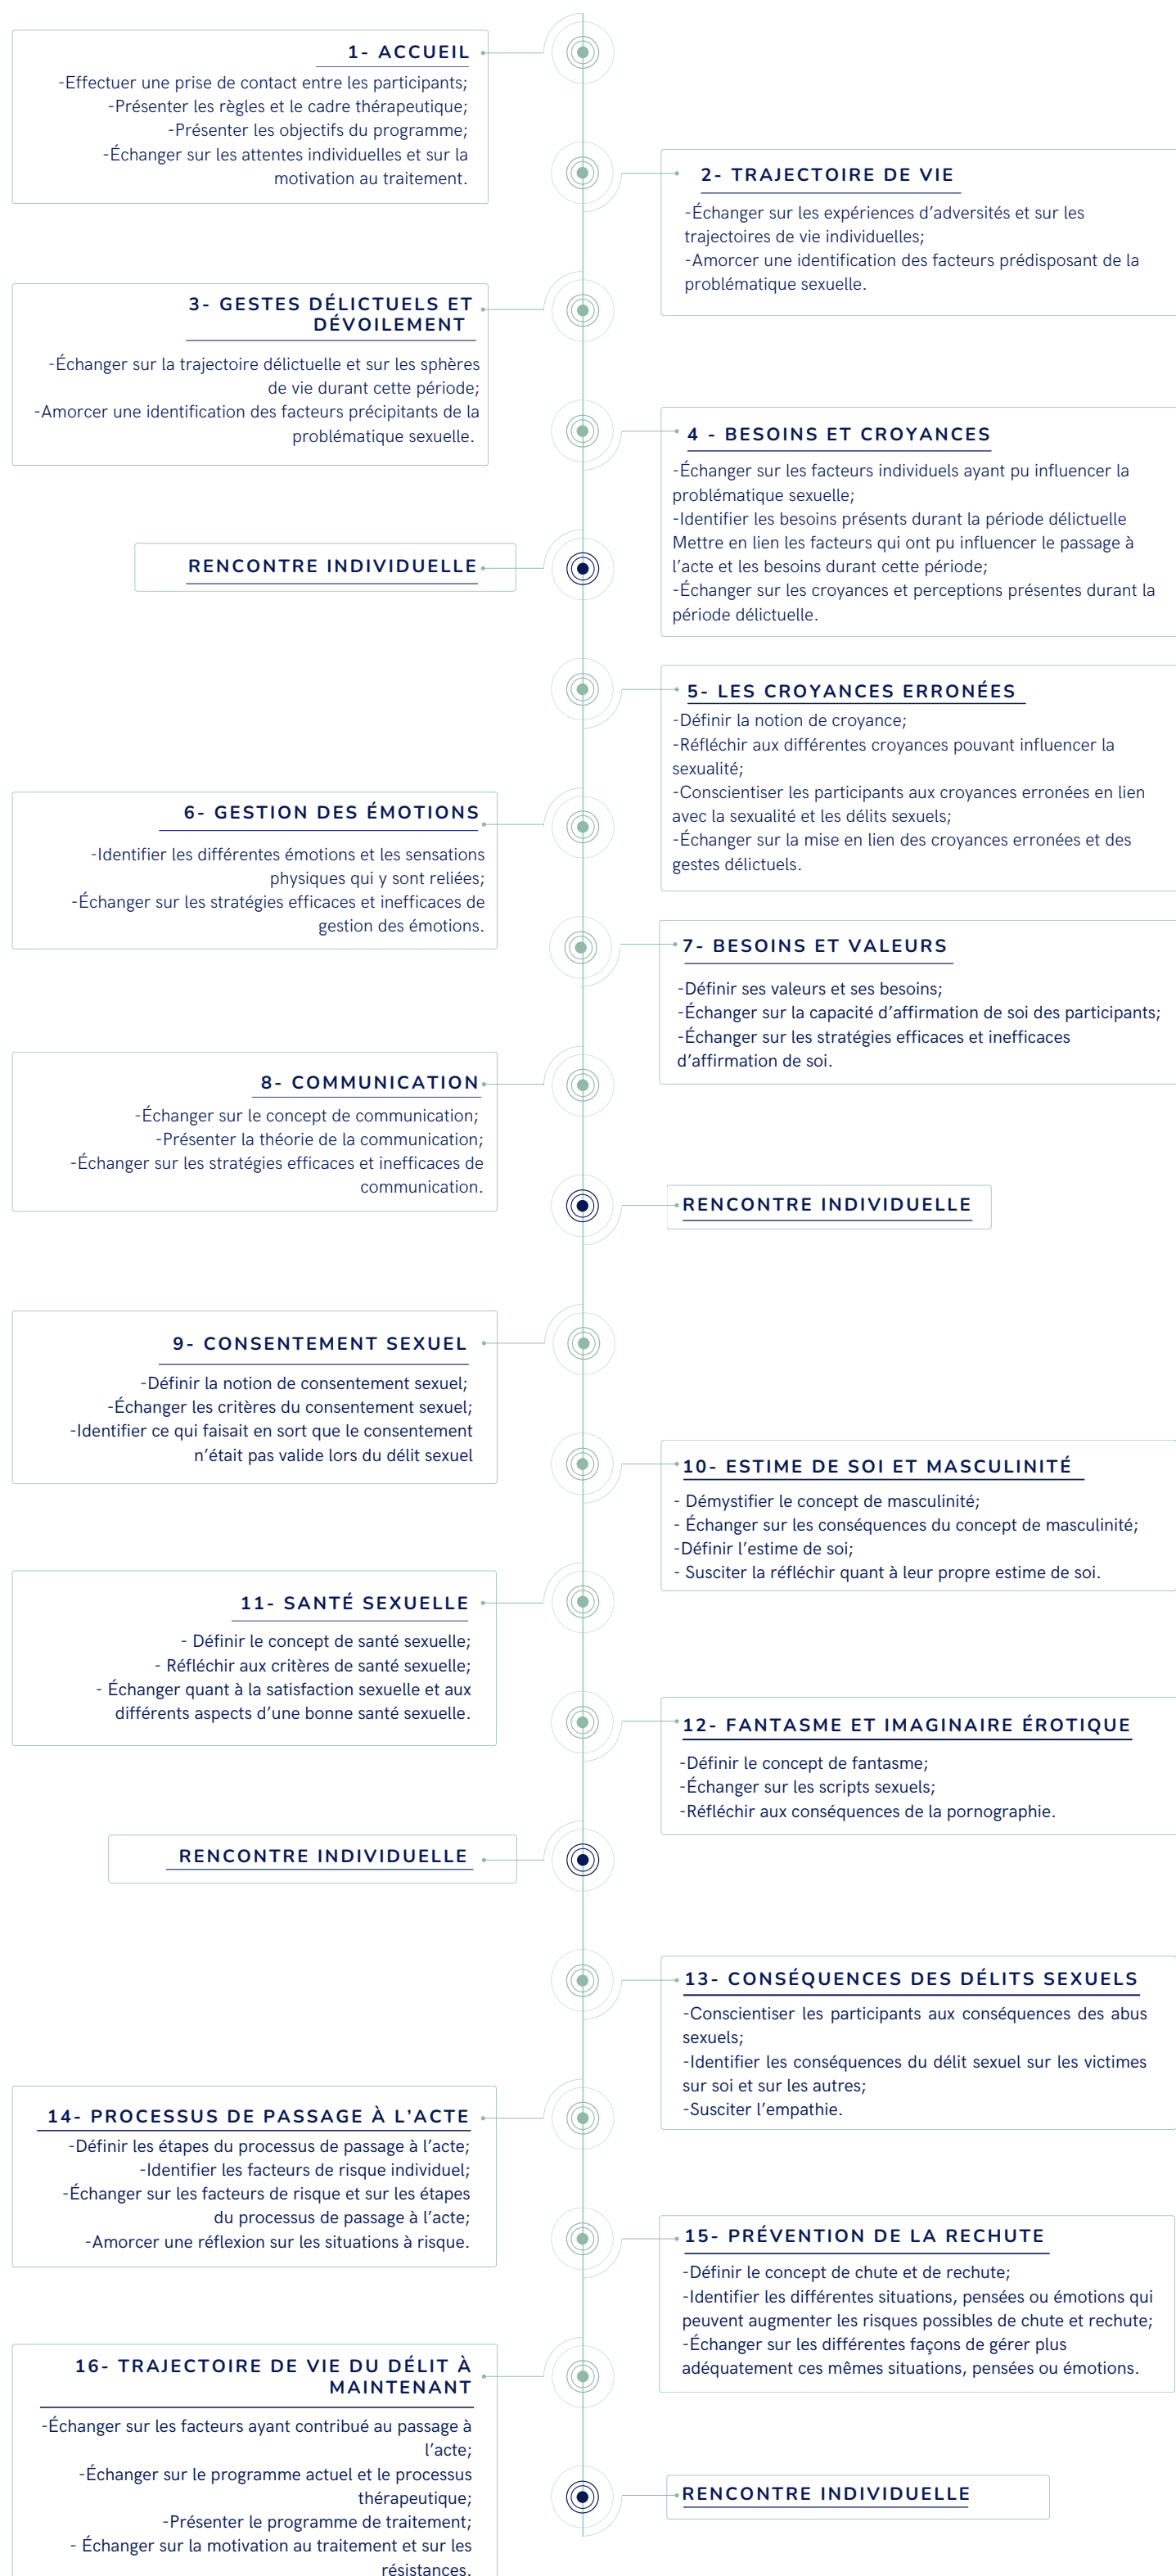 1- ACCUEIL
-Effectuer une prise de contact entre les participants;
-Présenter les règles et le cadre thérapeutique;
-Présenter les objectifs du programme;
-Échanger sur les attentes individuelles et sur la
motivation au traitement.
2- TRAJECTOIRE DE VIE
-Échanger sur les expériences d’adversités et sur les
trajectoires de vie individuelles;
-Amorcer une identification des facteurs prédisposant de la
problématique sexuelle.
3- GESTES DÉLICTUELS ET
DÉVOILEMENT
-Échanger sur la trajectoire délictuelle et sur les sphères
de vie durant cette période;
-Amorcer une identification des facteurs précipitants de la
problématique sexuelle.
4 - BESOINS ET CROYANCES
-Échanger sur les facteurs individuels ayant pu influencer la
problématique sexuelle;
-Identifier les besoins présents durant la période délictuelle
Mettre en lien les facteurs qui ont pu influencer le passage à
l’acte et les besoins durant cette période;
-Échanger sur les croyances et perceptions présentes durant la
période délictuelle.
RENCONTRE INDIVIDUELLE
5- LES CROYANCES ERRONÉES
-Définir la notion de croyance;
-Réfléchir aux différentes croyances pouvant influencer la
sexualité;
-Conscientiser les participants aux croyances erronées en lien
avec la sexualité et les délits sexuels;
-Échanger sur la mise en lien des croyances erronées et des
gestes délictuels.
6- GESTION DES ÉMOTIONS
-Identifier les différentes émotions et les sensations
physiques qui y sont reliées;
-Échanger sur les stratégies efficaces et inefficaces de
gestion des émotions.
7- BESOINS ET VALEURS
-Définir ses valeurs et ses besoins;
-Échanger sur la capacité d’affirmation de soi des participants;
-Échanger sur les stratégies efficaces et inefficaces
d’affirmation de soi.
8- COMMUNICATION
-Échanger sur le concept de communication;
-Présenter la théorie de la communication;
-Échanger sur les stratégies efficaces et inefficaces de
communication.
RENCONTRE INDIVIDUELLE
9- CONSENTEMENT SEXUEL
-Définir la notion de consentement sexuel;
-Échanger les critères du consentement sexuel;
-Identifier ce qui faisait en sort que le consentement
n’était pas valide lors du délit sexuel
10- ESTIME DE SOI ET MASCULINITÉ
- Démystifier le concept de masculinité;
- Échanger sur les conséquences du concept de masculinité;
-Définir l’estime de soi;
- Susciter la réfléchir quant à leur propre estime de soi.
11- SANTÉ SEXUELLE
- Définir le concept de santé sexuelle;
- Réfléchir aux critères de santé sexuelle;
- Échanger quant à la satisfaction sexuelle et aux
différents aspects d’une bonne santé sexuelle.
12- FANTASME ET IMAGINAIRE ÉROTIQUE
-Définir le concept de fantasme;
-Échanger sur les scripts sexuels;
-Réfléchir aux conséquences de la pornographie.
RENCONTRE INDIVIDUELLE
13- CONSÉQUENCES DES DÉLITS SEXUELS
-Conscientiser les participants aux conséquences des abus
sexuels;
-Identifier les conséquences du délit sexuel sur les victimes
sur soi et sur les autres;
-Susciter l’empathie.
14- PROCESSUS DE PASSAGE À L’ACTE
-Définir les étapes du processus de passage à l’acte;
-Identifier les facteurs de risque individuel;
-Échanger sur les facteurs de risque et sur les étapes
du processus de passage à l’acte;
-Amorcer une réflexion sur les situations à risque.
15- PRÉVENTION DE LA RECHUTE
-Définir le concept de chute et de rechute;
-Identifier les différentes situations, pensées ou émotions qui
peuvent augmenter les risques possibles de chute et rechute;
-Échanger sur les différentes façons de gérer plus
adéquatement ces mêmes situations, pensées ou émotions.
16- TRAJECTOIRE DE VIE DU DÉLIT À
MAINTENANT
-Échanger sur les facteurs ayant contribué au passage à
l’acte;
-Échanger sur le programme actuel et le processus
thérapeutique;
-Présenter le programme de traitement;
- Échanger sur la motivation au traitement et sur les
résistances.
RENCONTRE INDIVIDUELLE